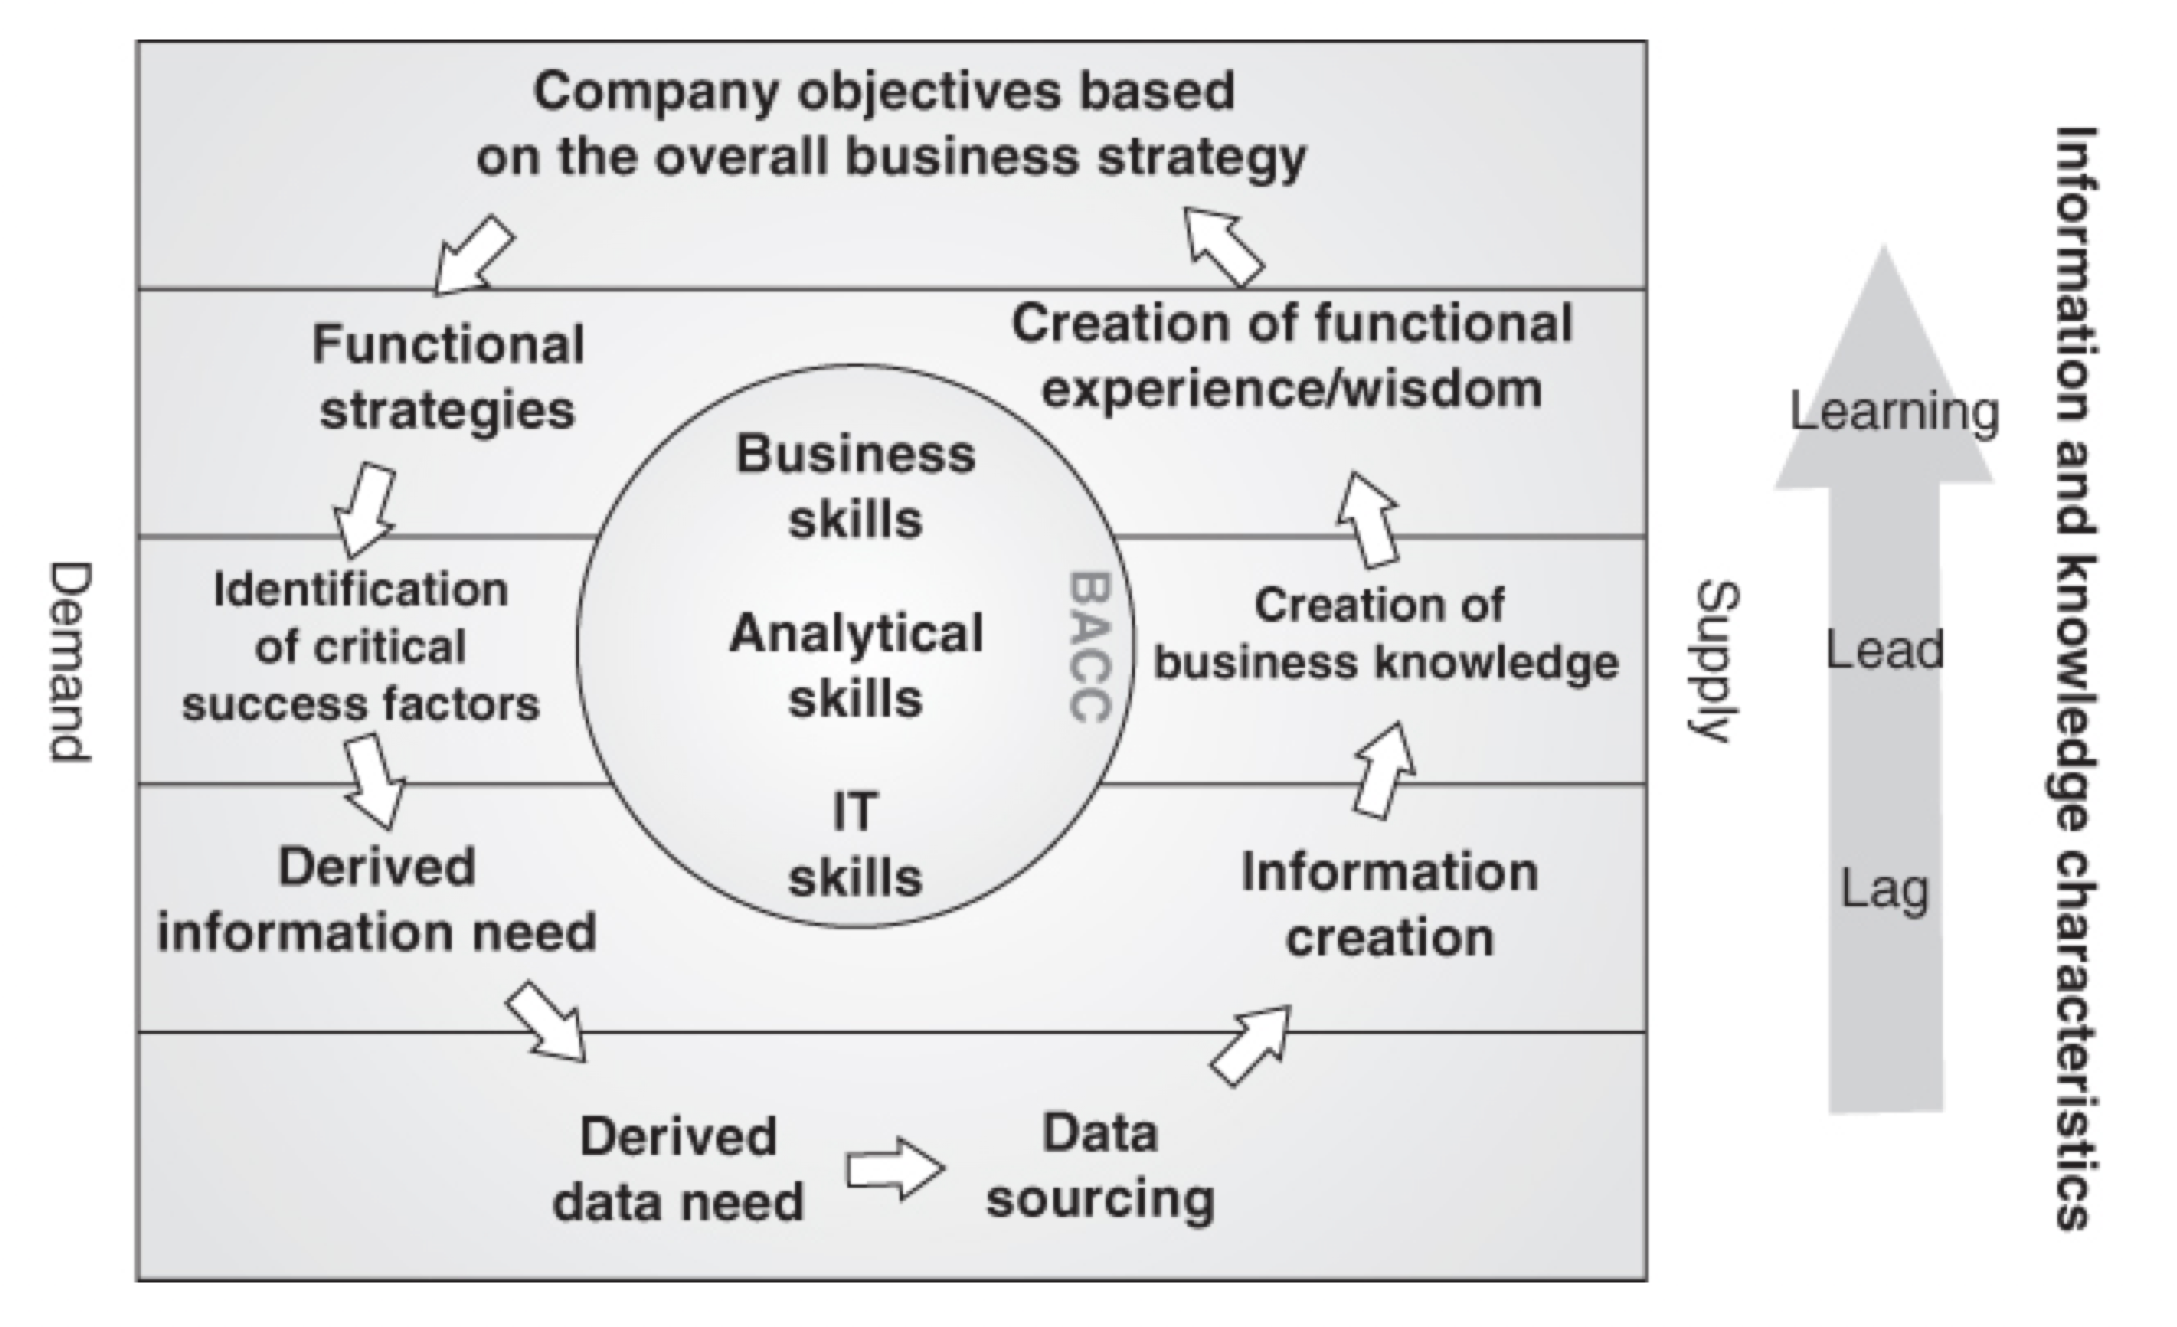 Company objectives based
on the overall business strategy
Functional
strategies
Creation of functional
experience/wisdom
Business
skills
Identification
of critical
success factors
Analytical
skills
BACC
Creation of
business knowledge
IT
skills
Derived
information need
Information
creation
Derived
data need
Data
sourcing
Demand
Supply
Learning
Lead
Lag
Information and knowledge characteristics